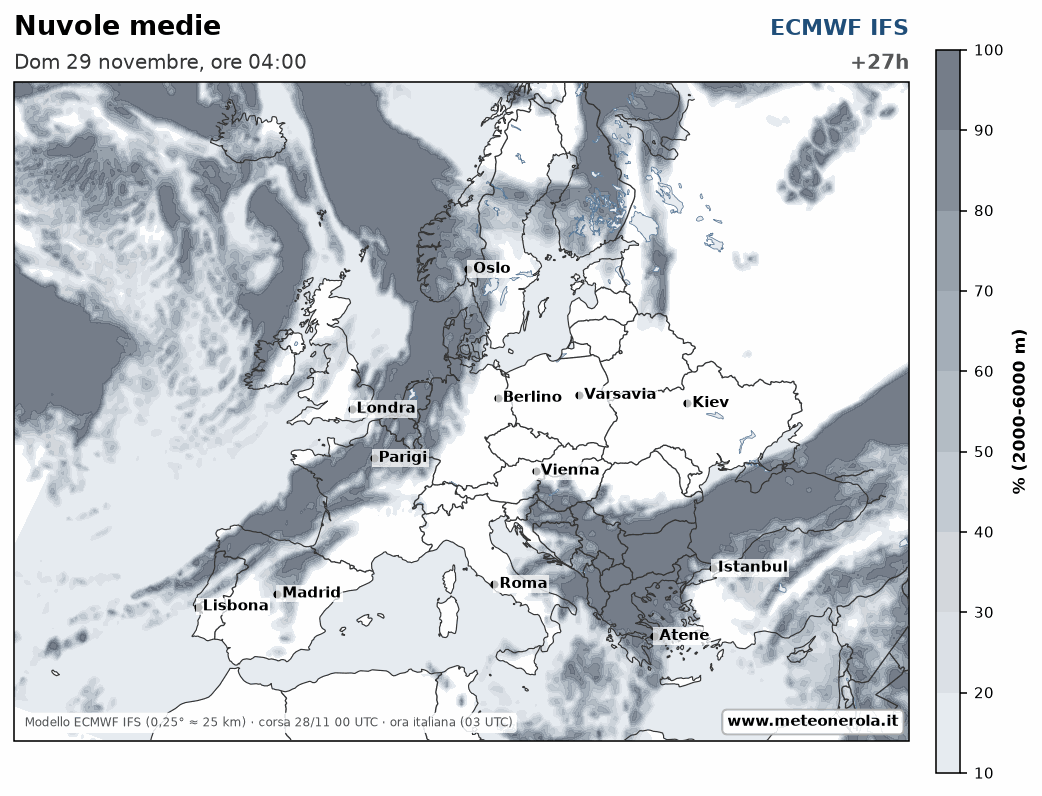 Nuvole medie
ECMWF IFS
Dom 29 novembre, ore 04:00
+27h
100
90
80
70
60
50
40
30
20
10
% (2000-6000 m)
Oslo
Londra
Berlino
Varsavia
Kiev
Parigi
Vienna
Istanbul
Roma
Madrid
Lisbona
Atene
Modello ECMWF IFS (0,25° ≈ 25 km) · corsa 28/11 00 UTC · ora italiana (03 UTC)
www.meteonerola.it